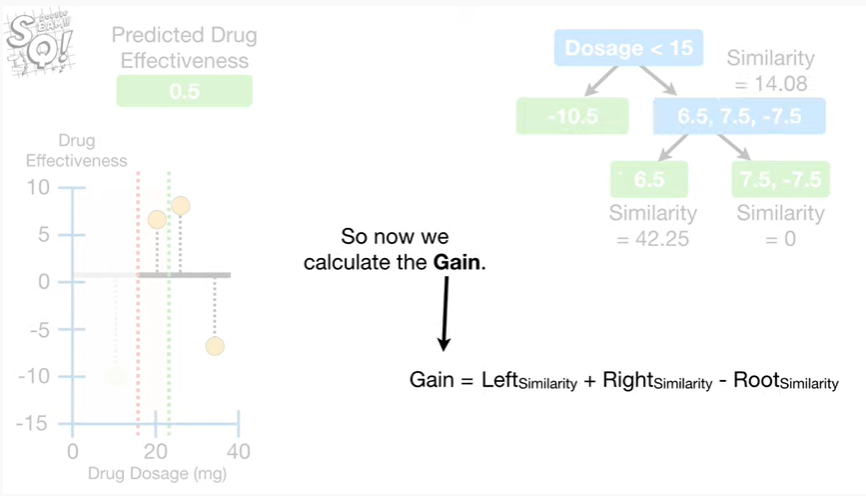 STATQUEST!!!
Predicted Drug
Effectiveness
0.5
Drug
Effectiveness
10
5
0
-5
-10
-15
0
20
40
Drug Dosage (mg)
So now we
calculate the Gain.
Gain = LeftSimilarity + RightSimilarity - RootSimilarity
Dosage < 15
Similarity
= 14.08
-10.5
6.5, 7.5, -7.5
6.5
7.5, -7.5
Similarity
= 42.25
Similarity
= 0